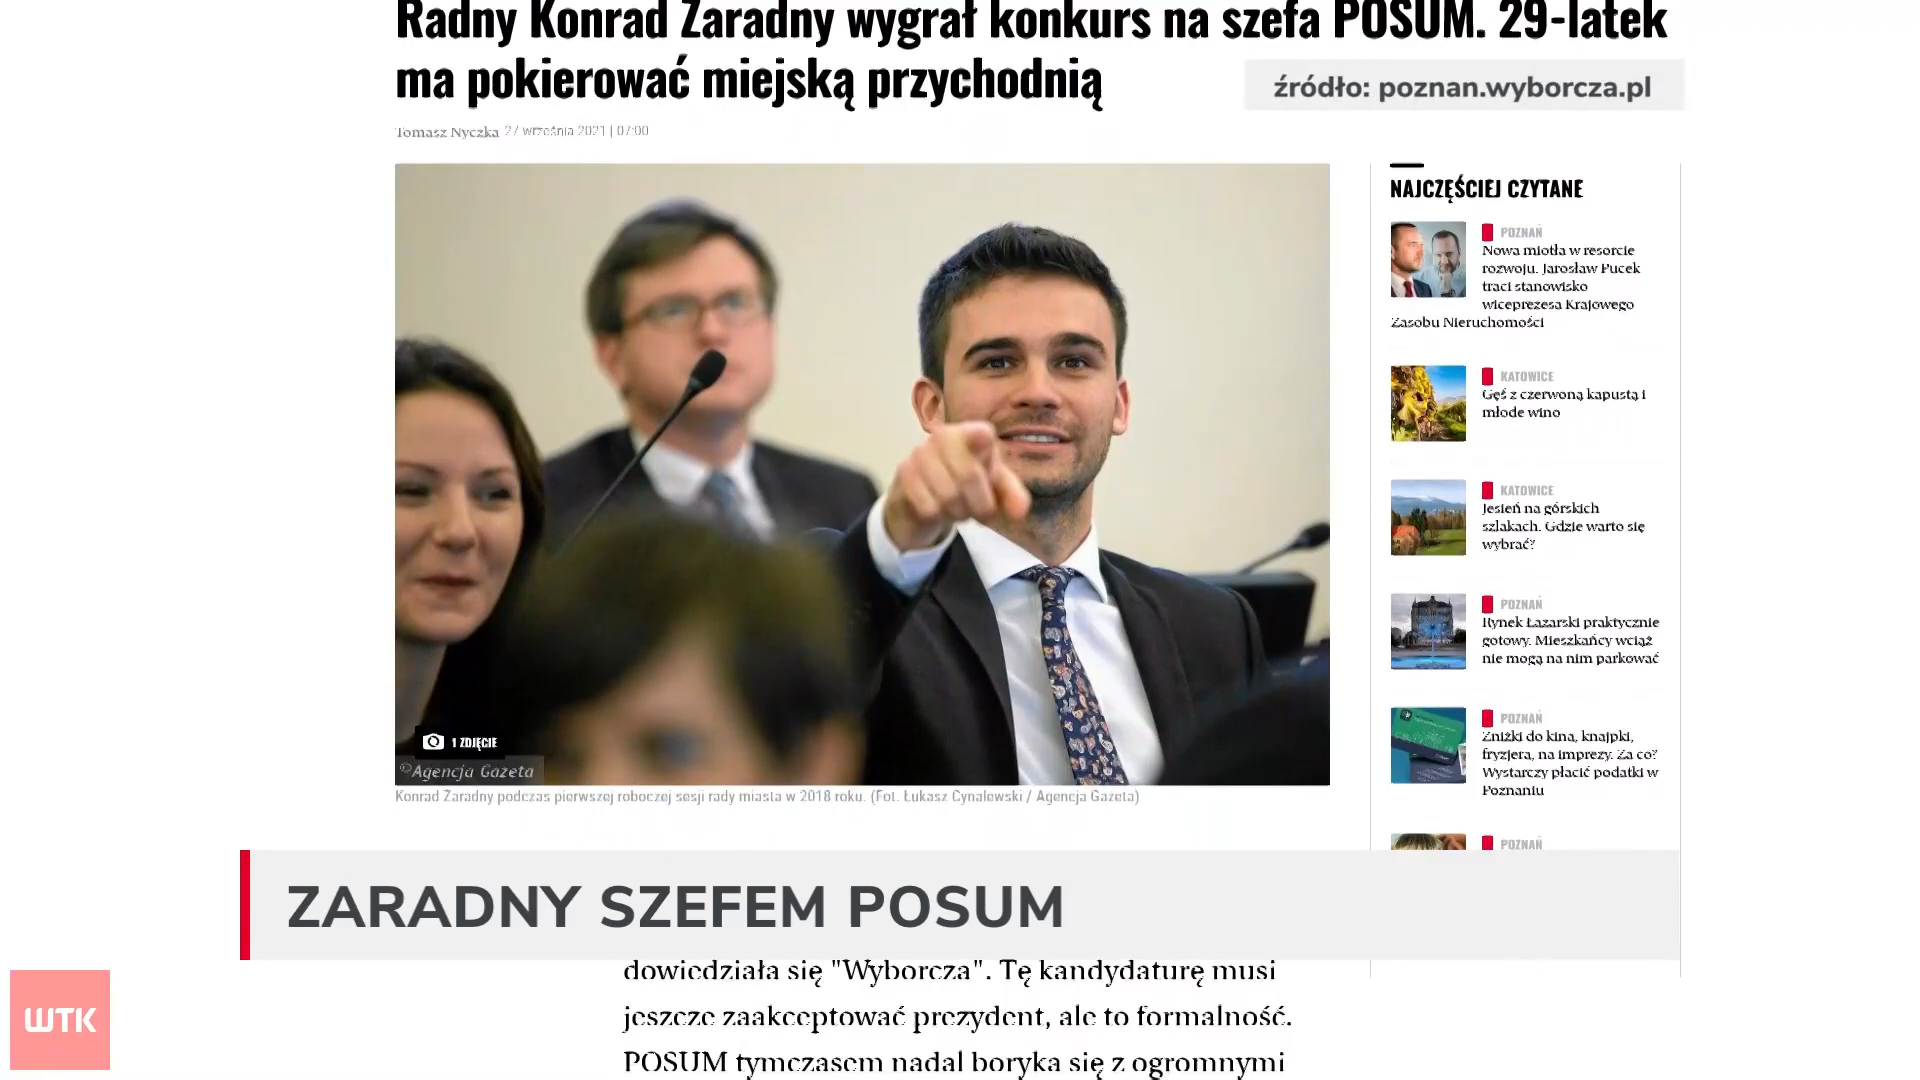 Radny Konrad Zaradny wygrał konkurs na szefa POSUM. 29-latek
ma pokierować miejską przychodnią
źródło: poznan.wyborcza.pl
Tomasz Nyczka 27 września 2021 | 07:00
1 ZDJĘCIE
©Agencja Gazeta
Konrad Zaradny podczas pierwszej roboczej sesji rady miasta w 2018 roku. (Fot. Łukasz Cynalewski / Agencja Gazeta)
NAJCZĘŚCIEJ CZYTANE
POZNAŃ
Nowa miotła w resorcie
rozwoju. Jarosław Pucek
traci stanowisko
wiceprezesa Krajowego
Zasobu Nieruchomości
KATOWICE
Gęś z czerwoną kapustą i
młode wino
KATOWICE
Jesień na górskich
szlakach. Gdzie warto się
wybrać?
POZNAŃ
Rynek Łazarski praktycznie
gotowy. Mieszkańcy wciąż
nie mogą na nim parkować
POZNAŃ
Zniżki do kina, knajpki,
fryzjera, na imprezy. Za co?
Wystarczy płacić podatki w
Poznaniu
POZNAŃ
ZARADNY SZEFEM POSUM
dowiedziała się "Wyborcza". Tę kandydaturę musi
jeszcze zaakceptować prezydent, ale to formalność.
POSUM tymczasem nadal boryka się z ogromnymi
WTK